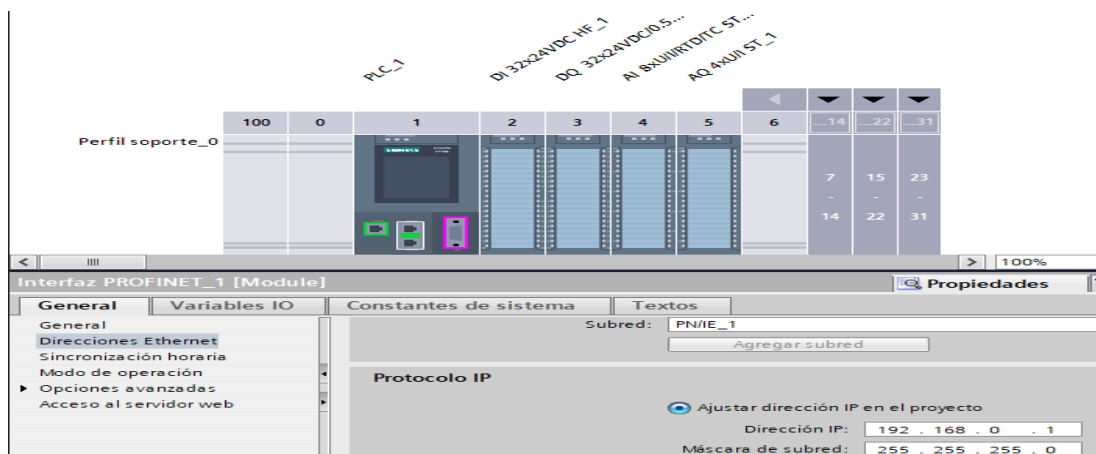 PLC_1 DI 32x24VDC HF_1 DQ 32x24VDC/0.5... AI 8xU/I/RTD/TC ST... AQ 4xU/I ST_1
100 0 1 2 3 4 5 6 ...14 ...22 ...31
Perfil soporte_0
SIEMENS
7 15 23
- - -
14 22 31
100%
Interfaz PROFINET_1 [Module]
Propiedades
General Variables IO Constantes de sistema Textos
General
Subred: PN/IE_1
Direcciones Ethernet
Agregar subred
Sincronización horaria
Modo de operación
Protocolo IP
Opciones avanzadas
Acceso al servidor web
Ajustar dirección IP en el proyecto
Dirección IP: 192 . 168 . 0 . 1
Máscara de subred: 255 . 255 . 255 . 0